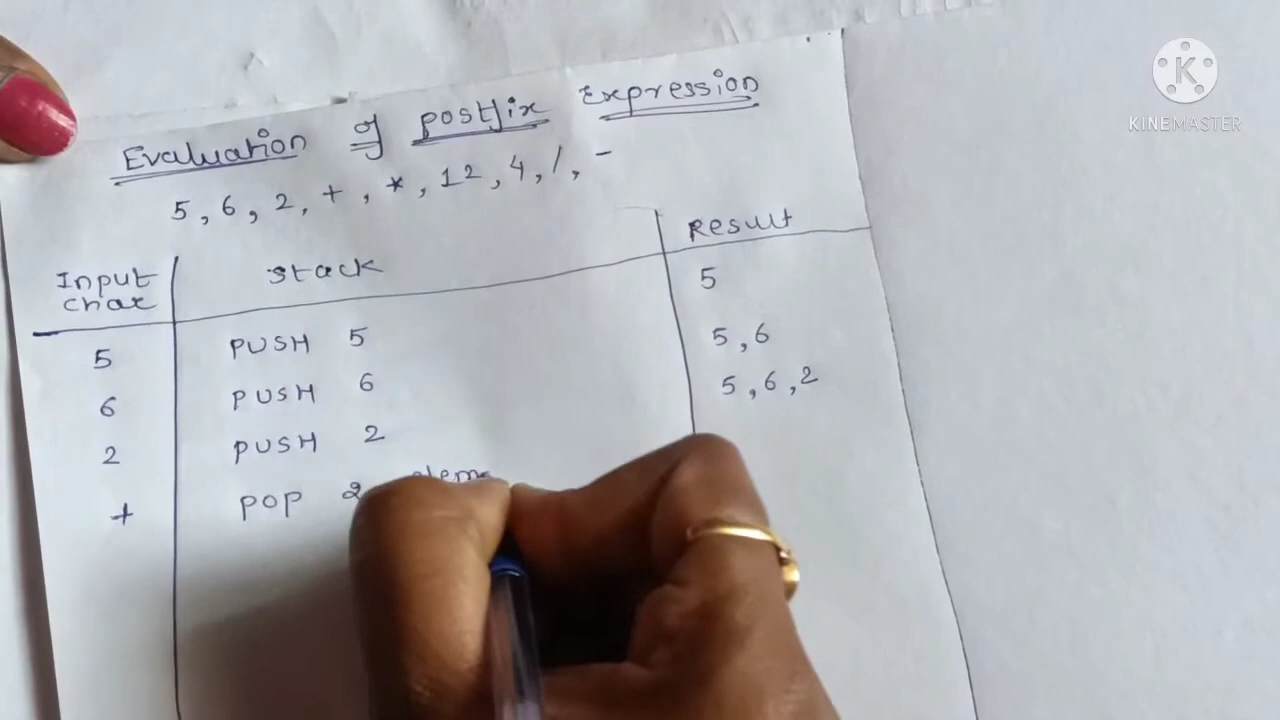 Evaluation of postfix Expression
5, 6, 2, +, *, 12, 4, /, -
Input char stack Result
5 PUSH 5 5
6 PUSH 6 5, 6
2 PUSH 2 5, 6, 2
+ POP 2
KINEMASTER